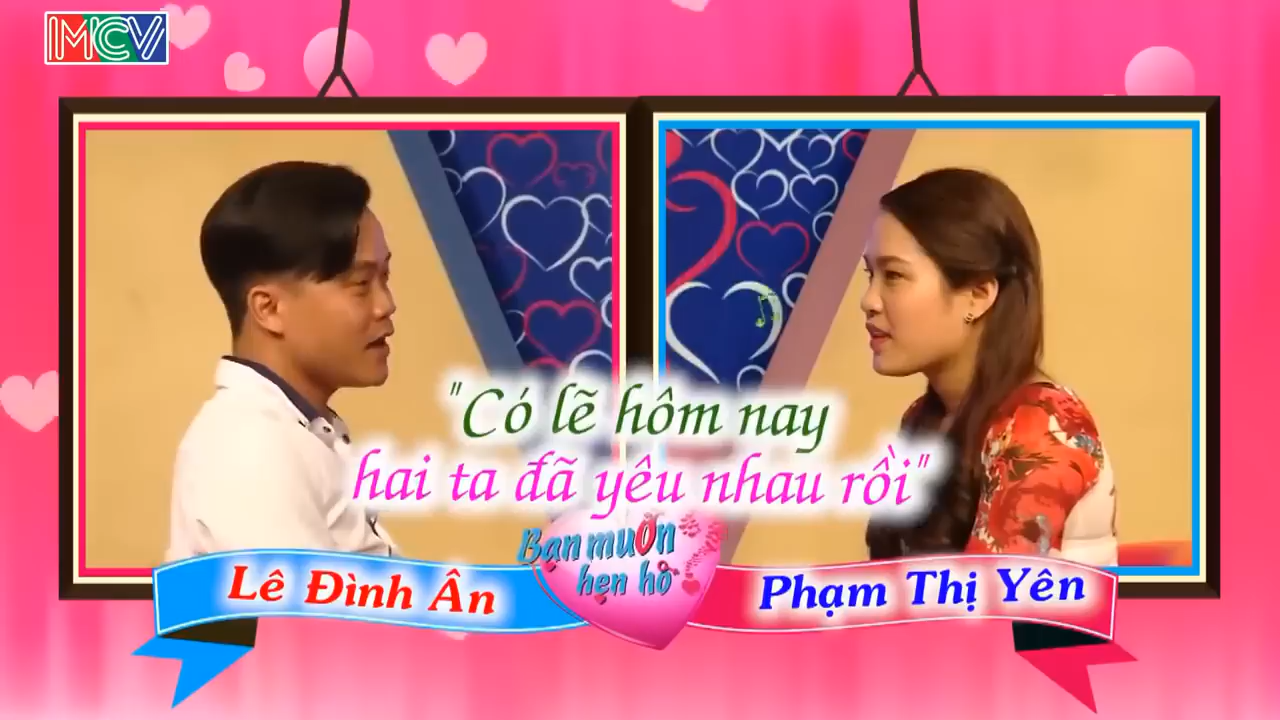 MCV
"Có lẽ hôm nay
hai ta đã yêu nhau rồi"
Bạn muốn
hẹn hò
Lê Đình Ân
Phạm Thị Yên